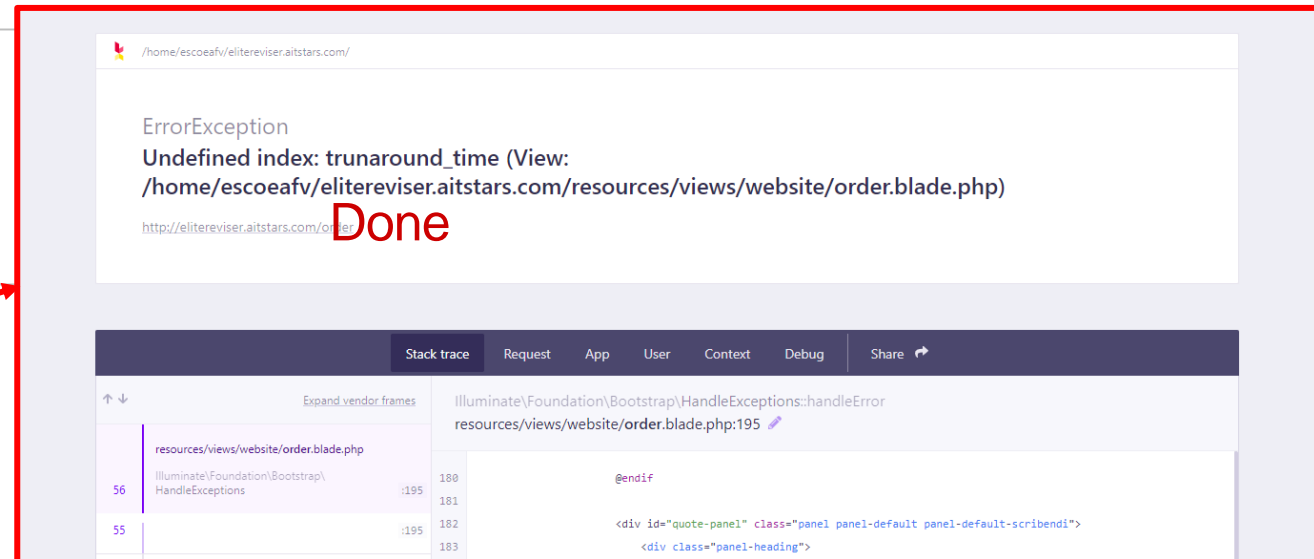 /home/escoeafv/elitereviser.aitstars.com/
ErrorException
Undefined index: trunaround_time (View:
/home/escoeafv/elitereviser.aitstars.com/resources/views/website/order.blade.php)
http://elitereviser.aitstars.com/order
Done
Stack trace Request App User Context Debug Share
Expand vendor frames
Illuminate\Foundation\Bootstrap\HandleExceptions::handleError
resources/views/website/order.blade.php:195
resources/views/website/order.blade.php
Illuminate\Foundation\Bootstrap\
56 HandleExceptions :195
55 :195
180 @endif
181
182 <div id="quote-panel" class="panel panel-default panel-default-scribendi">
183 <div class="panel-heading">